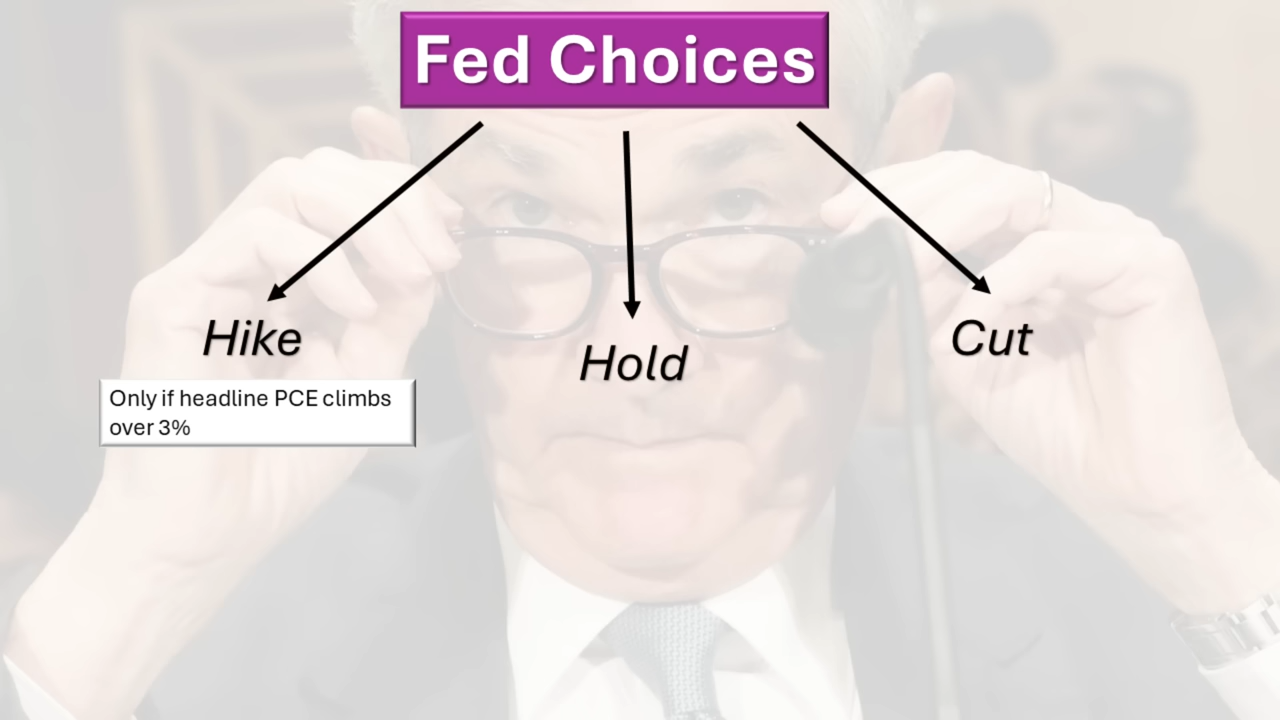 Fed Choices
Hike
Hold
Cut
Only if headline PCE climbs
over 3%